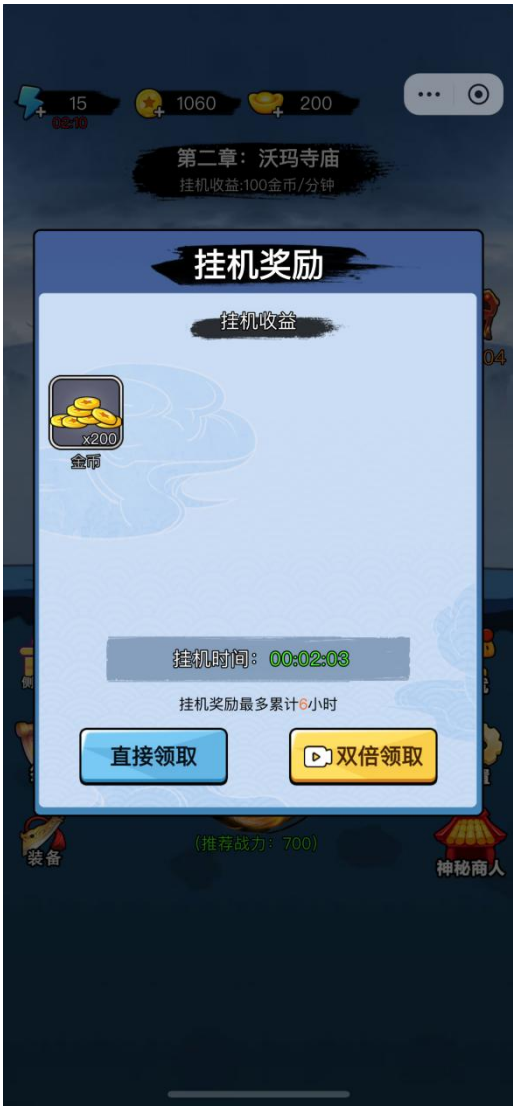 15
1060
200
02:10
第二章：沃玛寺庙
挂机收益:100金币/分钟
挂机奖励
挂机收益
04
x200
金币
挂机时间：00:02:03
挂机奖励最多累计6小时
直接领取
双倍领取
(推荐战力：700)
装备
神秘商人